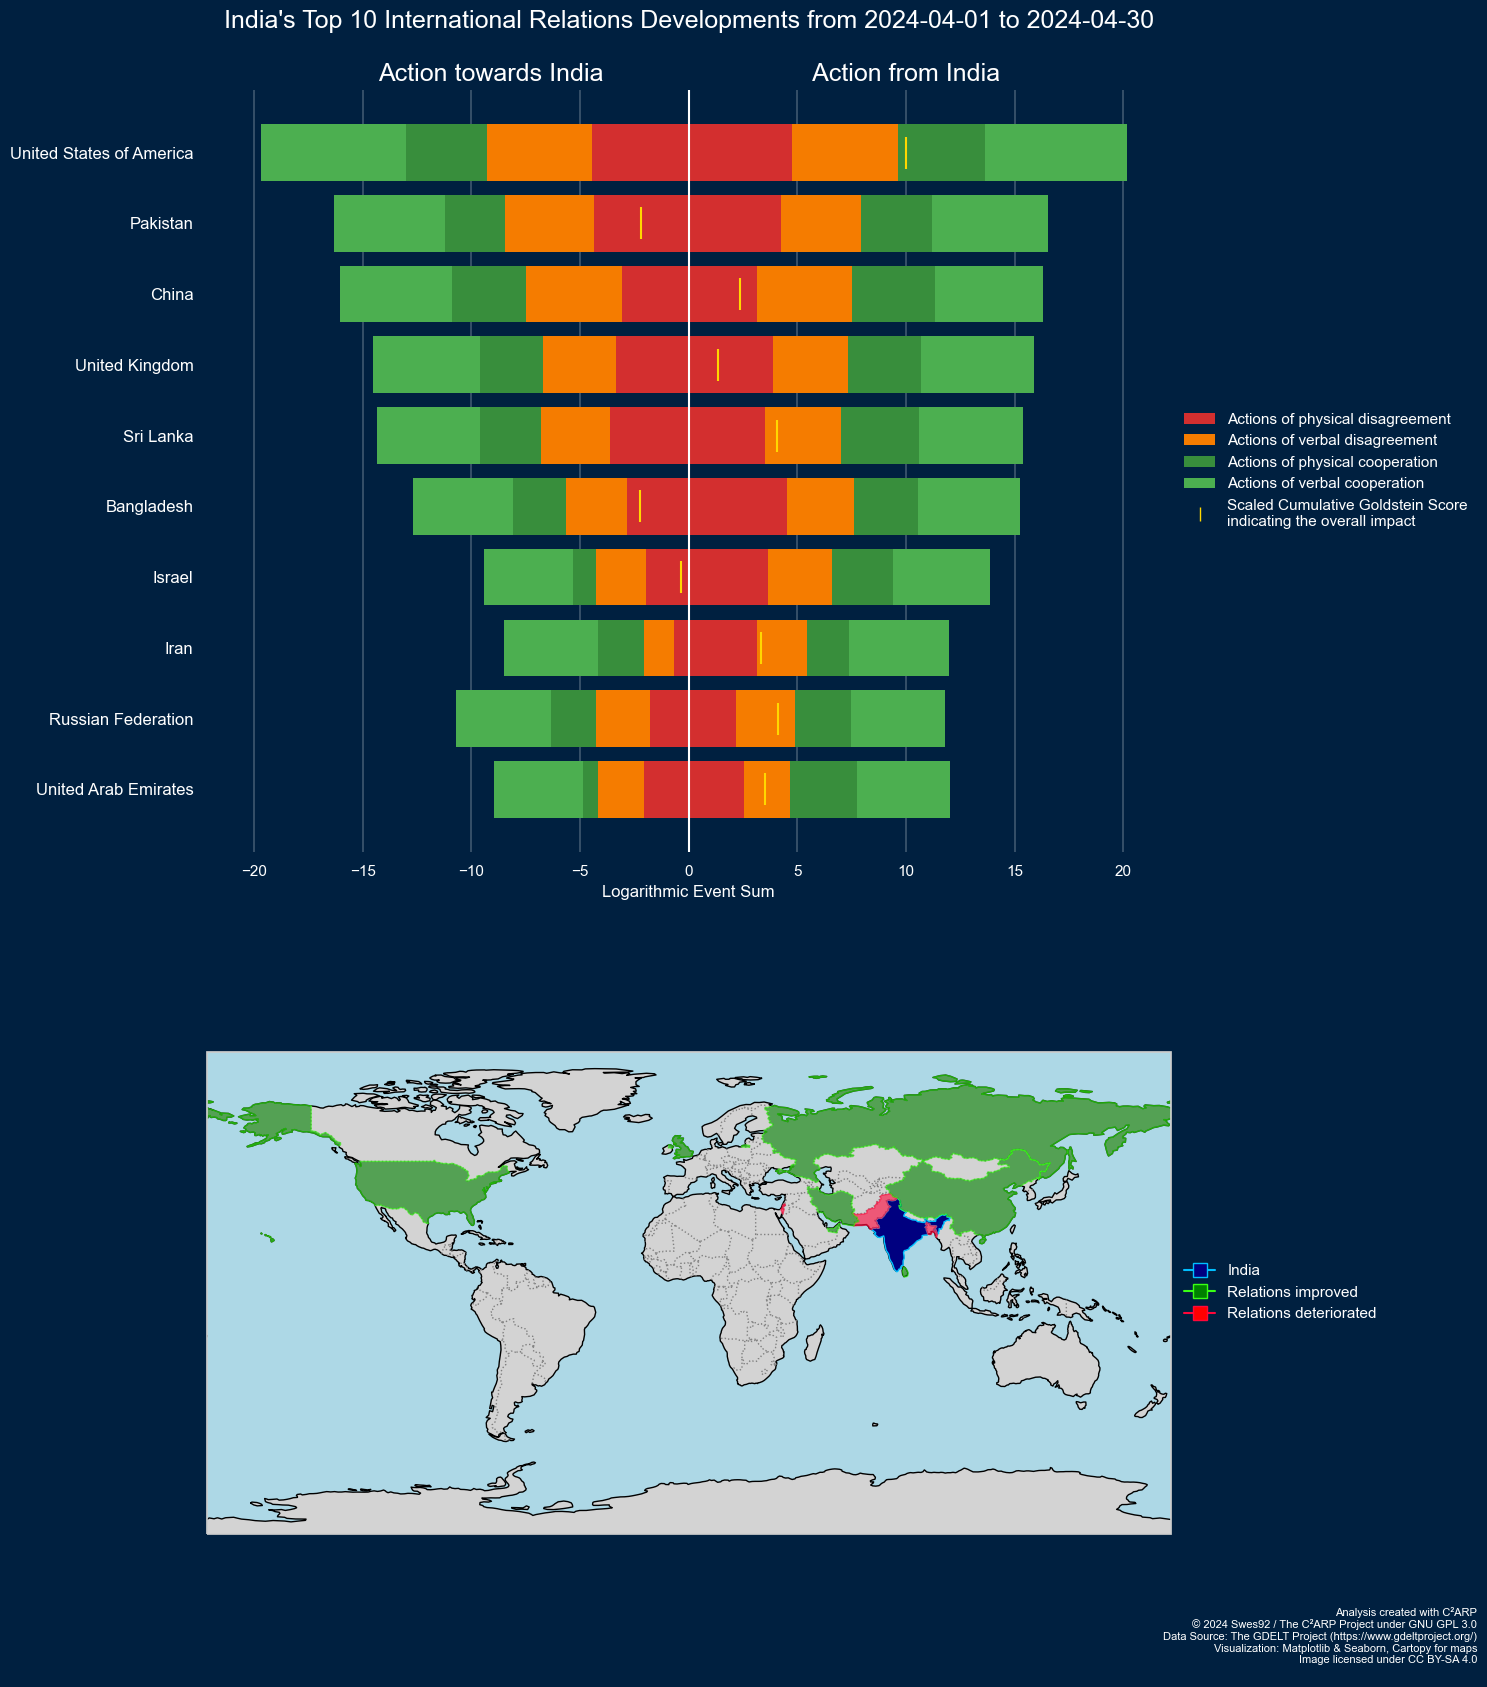 India's Top 10 International Relations Developments from 2024-04-01 to 2024-04-30
Action towards India
Action from India
United States of America
Pakistan
China
United Kingdom
Sri Lanka
Bangladesh
Israel
Iran
Russian Federation
United Arab Emirates
−20
−15
−10
−5
0
5
10
15
20
Logarithmic Event Sum
Actions of physical disagreement
Actions of verbal disagreement
Actions of physical cooperation
Actions of verbal cooperation
Scaled Cumulative Goldstein Score
indicating the overall impact
India
Relations improved
Relations deteriorated
Analysis created with C²ARP
© 2024 Swes92 / The C²ARP Project under GNU GPL 3.0
Data Source: The GDELT Project (https://www.gdeltproject.org/)
Visualization: Matplotlib & Seaborn, Cartopy for maps
Image licensed under CC BY-SA 4.0